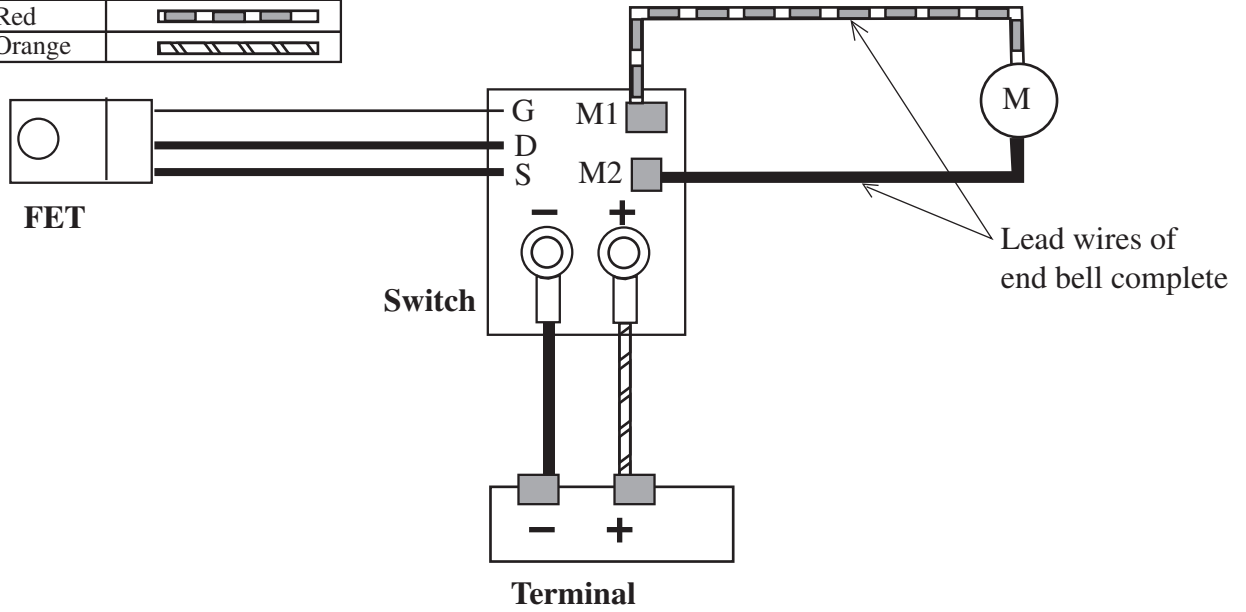 Red
Orange
G
D
S
M1
M2
M
FET
− +
Switch
Lead wires of
end bell complete
− +
Terminal